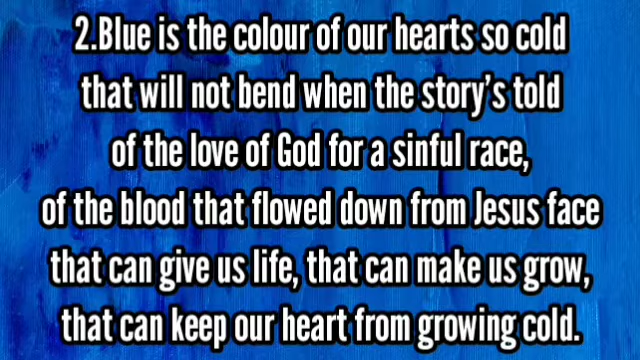 2.Blue is the colour of our hearts so cold
that will not bend when the story's told
of the love of God for a sinful race,
of the blood that flowed down from Jesus face
that can give us life, that can make us grow,
that can keep our heart from growing cold.